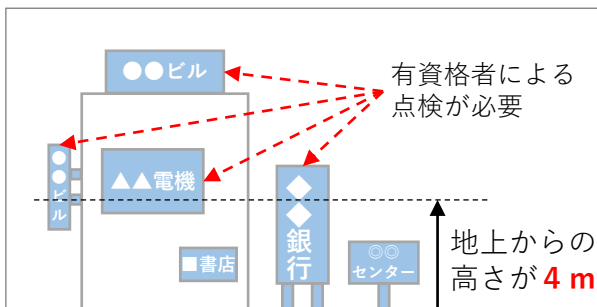 ●●ビル
有資格者による
点検が必要
●●ビル
▲▲電機
◆◆銀行
■書店
◎◎
センター
地上からの
高さが4 m